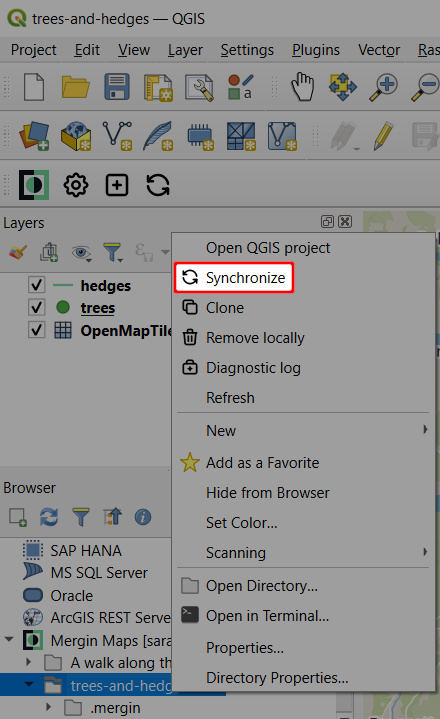 trees-and-hedges — QGIS
Project Edit View Layer Settings Plugins Vector Ras
Layers
hedges
trees
OpenMapTile
Open QGIS project
Synchronize
Clone
Remove locally
Diagnostic log
Refresh
New
Add as a Favorite
Hide from Browser
Set Color...
Scanning
Open Directory...
Open in Terminal...
Properties...
Directory Properties...
Browser
SAP HANA
MS SQL Server
Oracle
ArcGIS REST Serve
Mergin Maps [sara
A walk along th
trees-and-hedg
.mergin